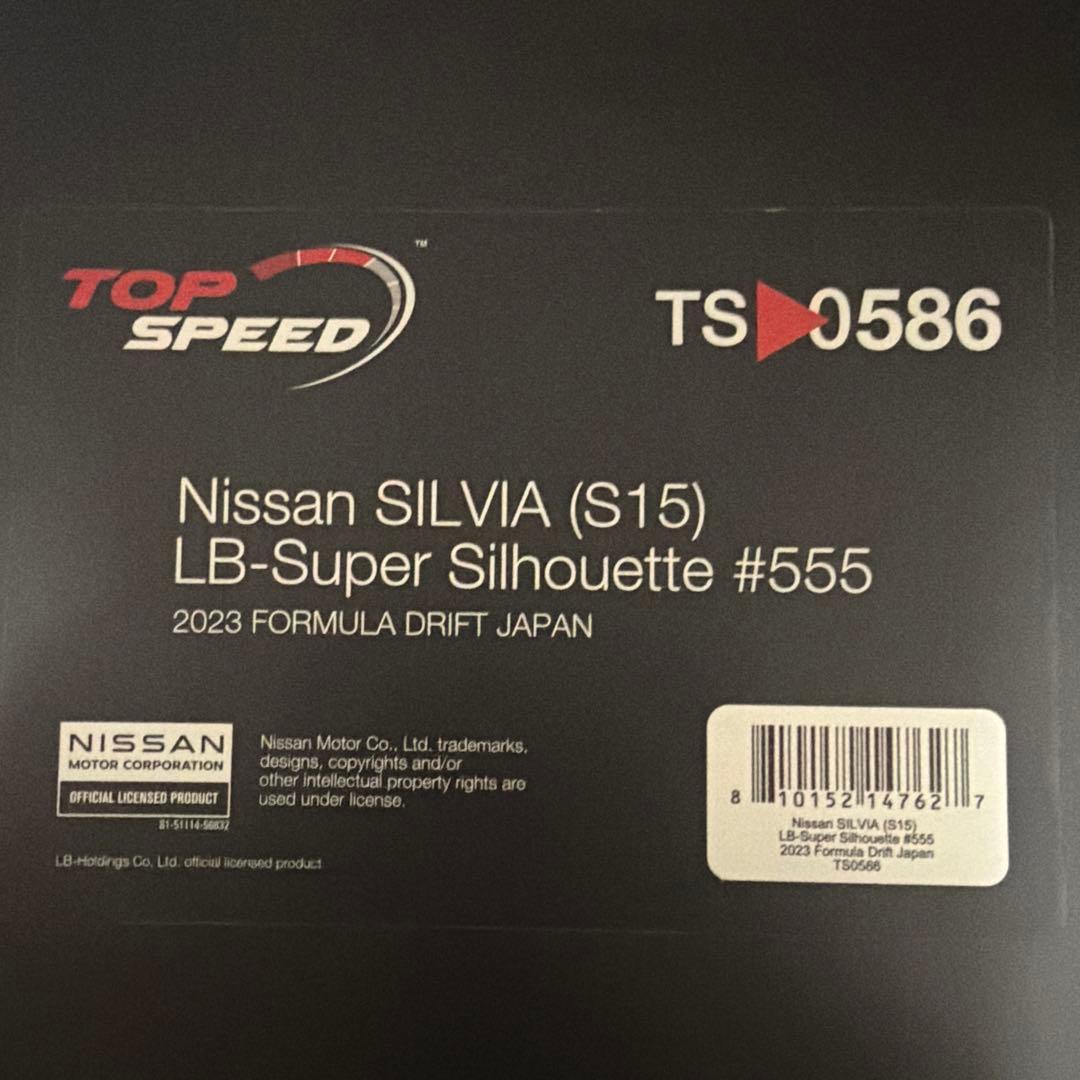 TOP
SPEED
™
TS 0586
Nissan SILVIA (S15)
LB-Super Silhouette #555
2023 FORMULA DRIFT JAPAN
NISSAN
MOTOR CORPORATION
OFFICIAL LICENSED PRODUCT
Nissan Motor Co., Ltd. trademarks,
designs, copyrights and/or
other intellectual property rights are
used under license.
LB-Holdings Co, Ltd. official licensed product
8 10152 14762 7
Nissan SILVIA (S15)
LB-Super Silhouette #555
2023 Formula Drift Japan
TS0586